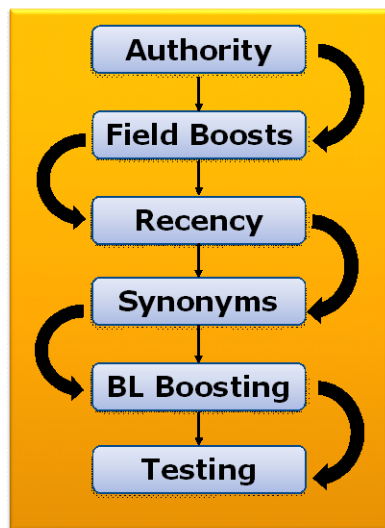 Authority
Field Boosts
Recency
Synonyms
BL Boosting
Testing